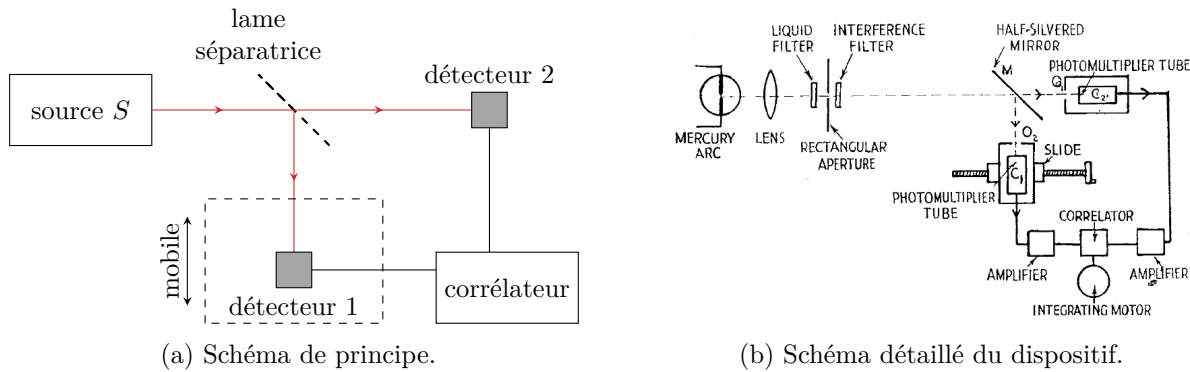 lame
séparatrice
source S
détecteur 2
mobile
détecteur 1
corrélateur
(a) Schéma de principe.
LIQUID
FILTER
INTERFERENCE
FILTER
HALF-SILVERED
MIRROR
M
PHOTOMULTIPLIER TUBE
C₂
MERCURY
ARC
LENS
RECTANGULAR
APERTURE
O₂
SLIDE
C₁
PHOTOMULTIPLIER
TUBE
CORRELATOR
AMPLIFIER
AMPLIFIER
INTEGRATING MOTOR
(b) Schéma détaillé du dispositif.